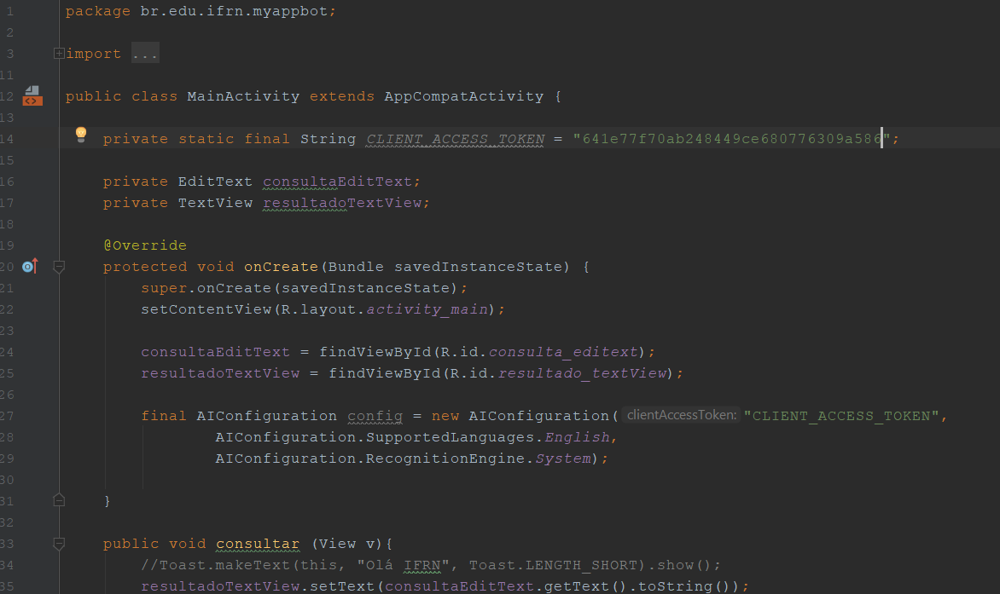 1 package br.edu.ifrn.myappbot;
2
3 import ...
11
12 public class MainActivity extends AppCompatActivity {
13
14 private static final String CLIENT_ACCESS_TOKEN = "641e77f70ab248449ce680776309a586";
15
16 private EditText consultaEditText;
17 private TextView resultadoTextView;
18
19 @Override
20 protected void onCreate(Bundle savedInstanceState) {
21 super.onCreate(savedInstanceState);
22 setContentView(R.layout.activity_main);
23
24 consultaEditText = findViewById(R.id.consulta_editext);
25 resultadoTextView = findViewById(R.id.resultado_textView);
26
27 final AIConfiguration config = new AIConfiguration( clientAccessToken: "CLIENT_ACCESS_TOKEN",
28 AIConfiguration.SupportedLanguages.English,
29 AIConfiguration.RecognitionEngine.System);
30
31 }
32
33 public void consultar (View v){
34 //Toast.makeText(this, "Olá IFRN", Toast.LENGTH_SHORT).show();
35 resultadoTextView.setText(consultaEditText.getText().toString());